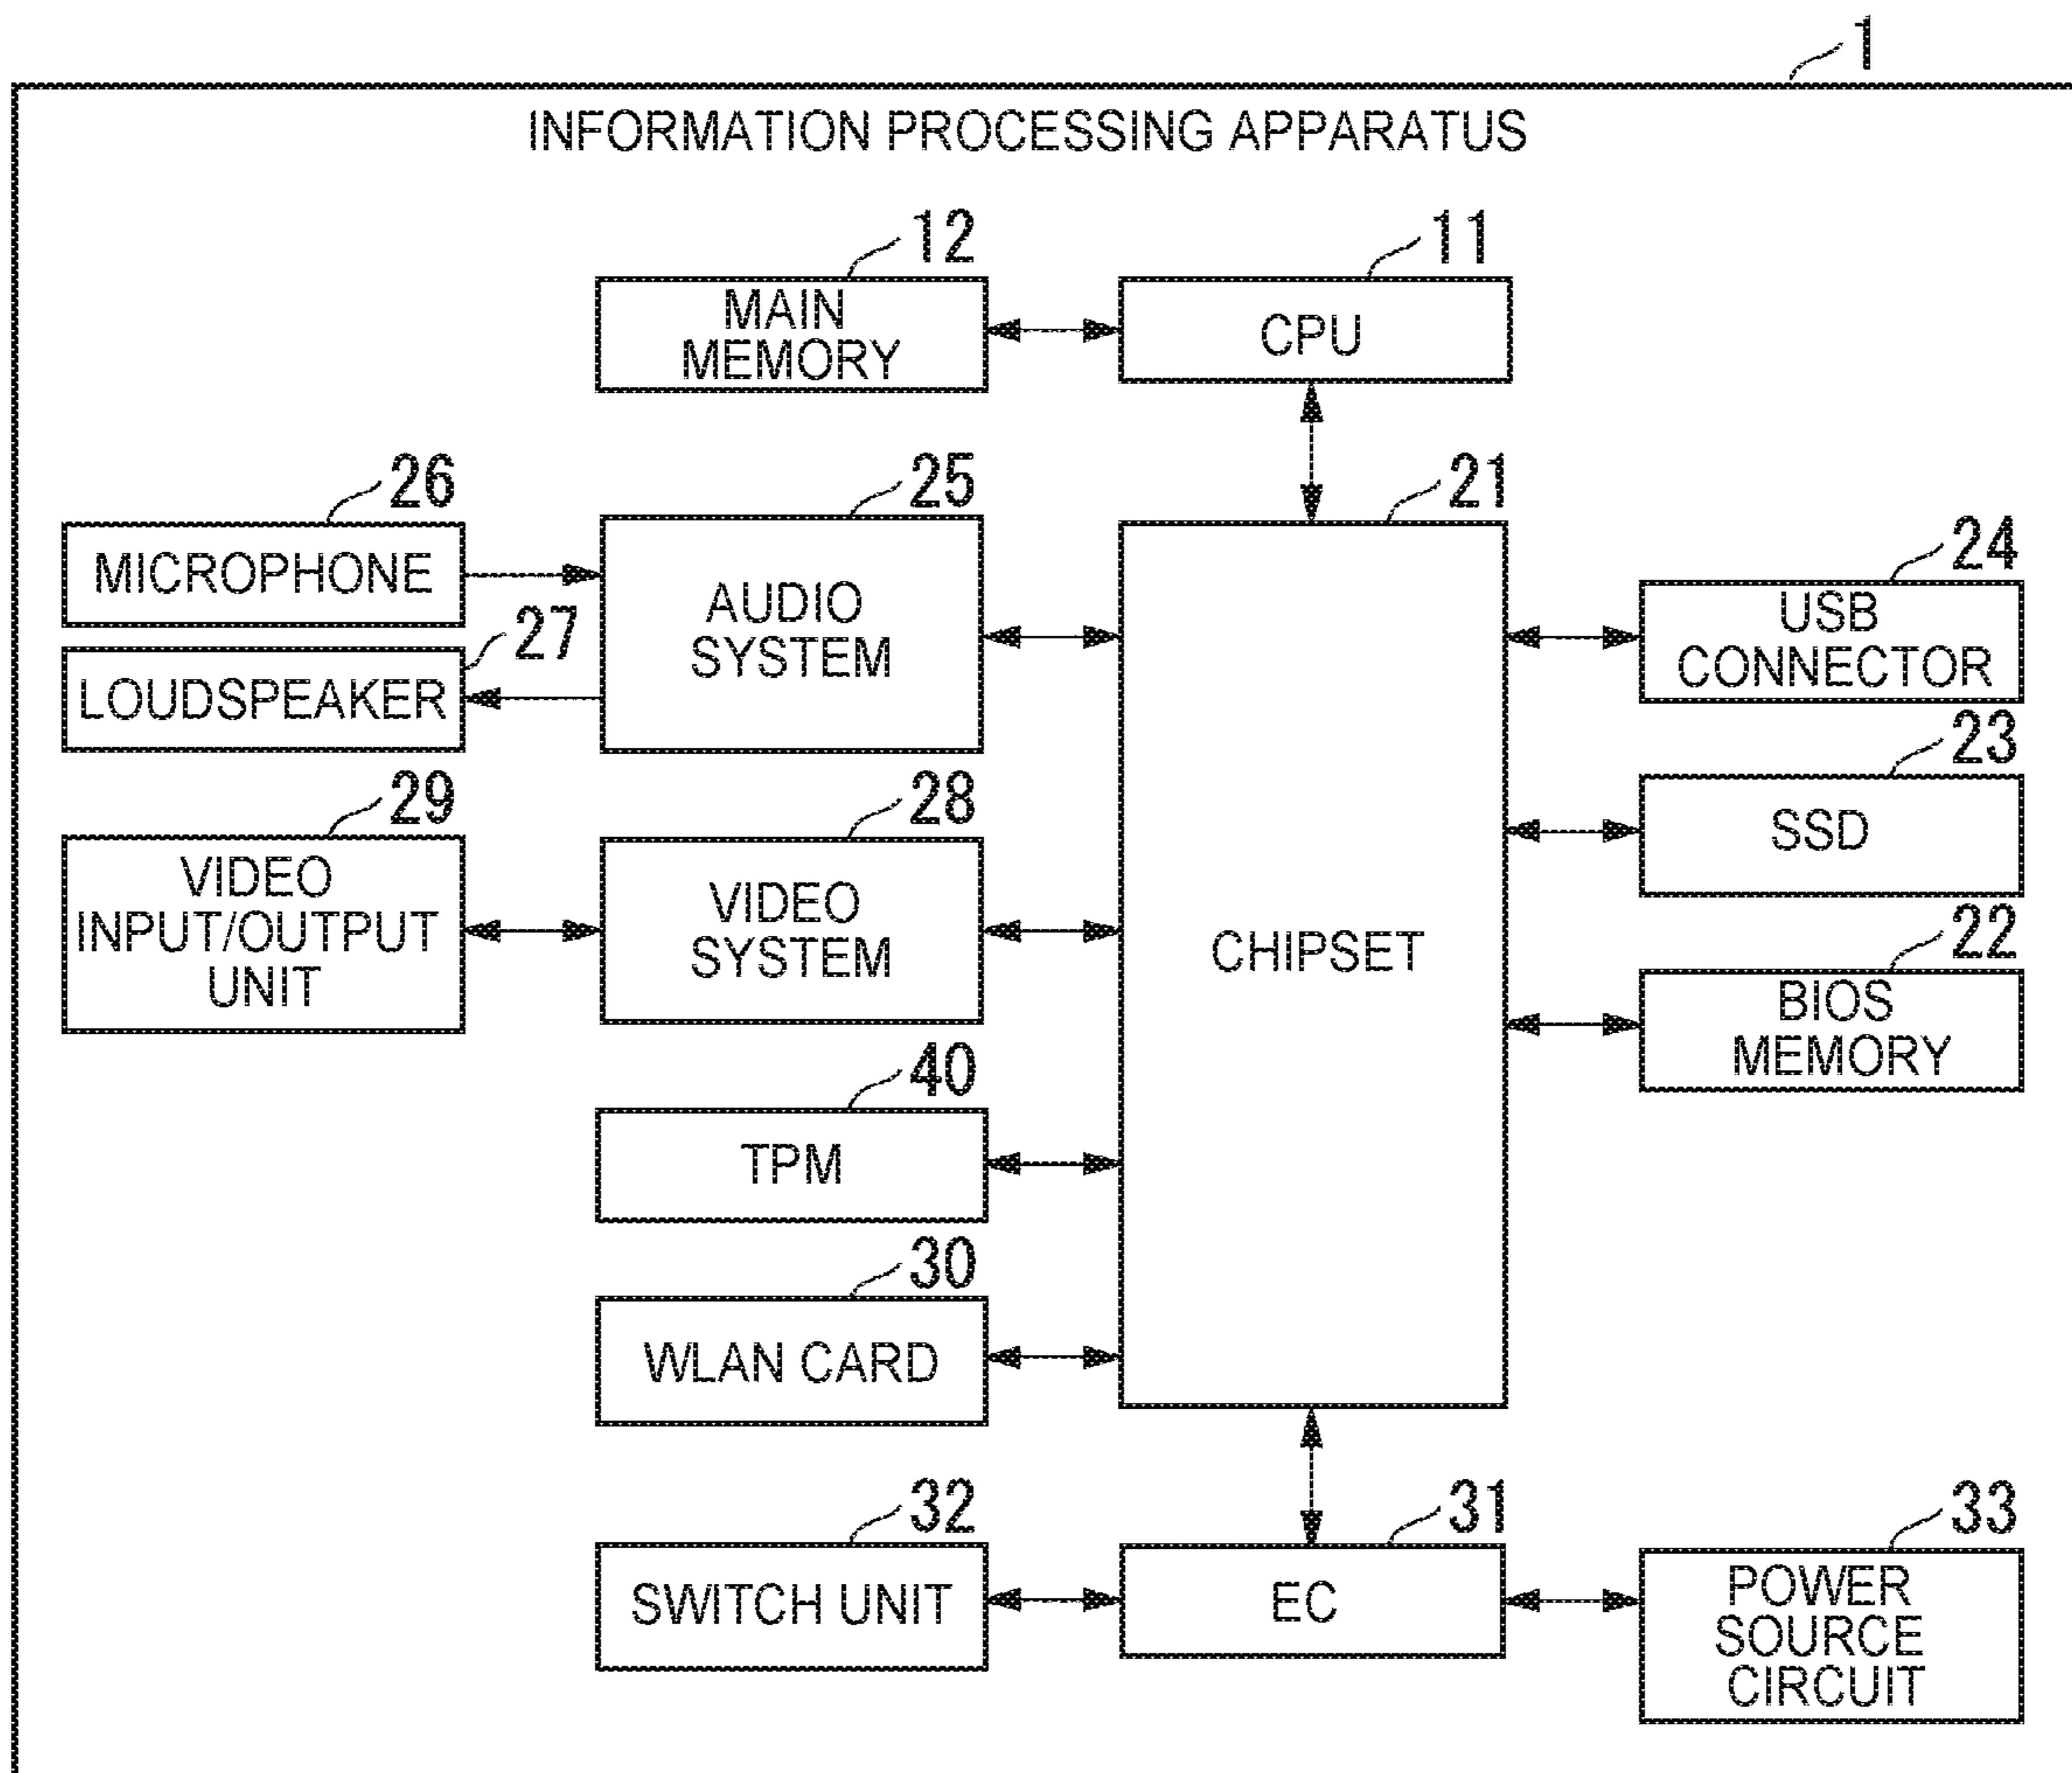 1
INFORMATION PROCESSING APPARATUS
12
11
MAIN
MEMORY
CPU
26
25
21
24
MICROPHONE
27
AUDIO
SYSTEM
USB
CONNECTOR
LOUDSPEAKER
23
29
28
SSD
VIDEO
INPUT/OUTPUT
UNIT
VIDEO
SYSTEM
CHIPSET
22
BIOS
MEMORY
40
TPM
30
WLAN CARD
32
31
33
SWITCH UNIT
EC
POWER
SOURCE
CIRCUIT